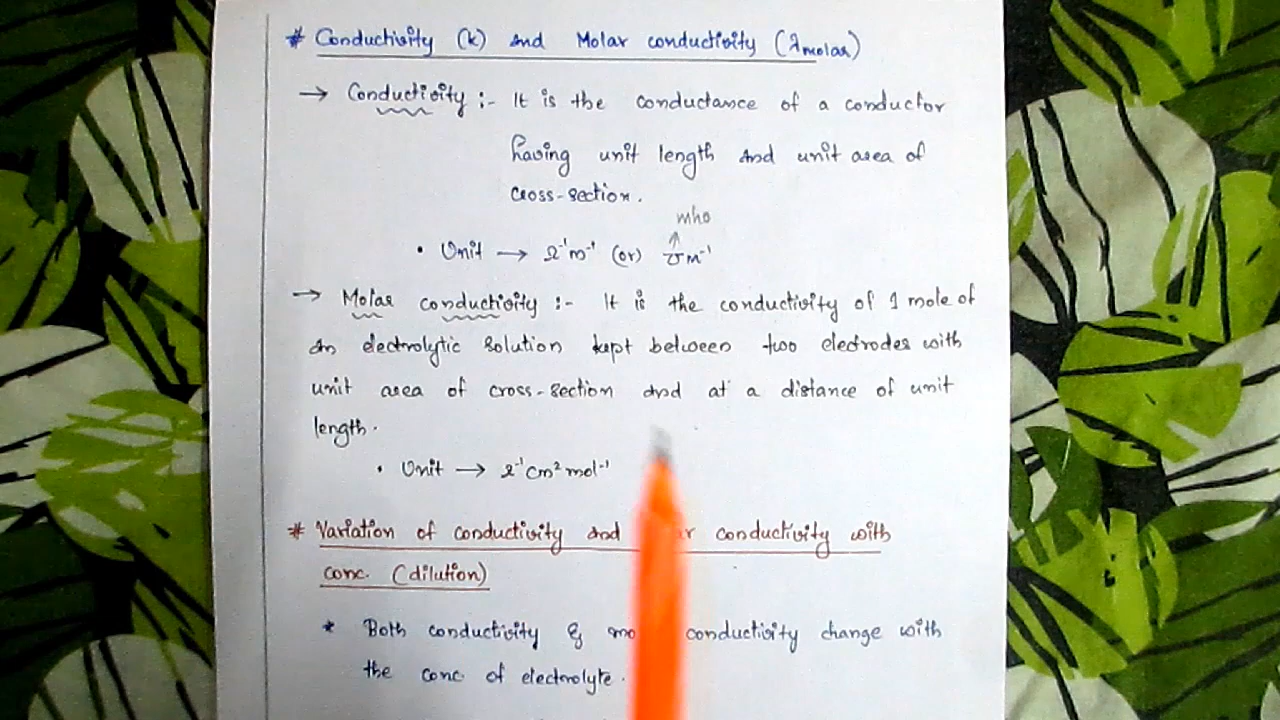 # Conductivity (k) and Molar conductivity (λmolar)
→ Conductivity :- It is the conductance of a conductor
having unit length and unit area of
cross-section.
mho
• Unit → Ω⁻¹m⁻¹ (or) ℧m⁻¹
→ Molar conductivity :- It is the conductivity of 1 mole of
an electrolytic solution kept between two electrodes with
unit area of cross-section and at a distance of unit
length.
• Unit → Ω⁻¹cm²mol⁻¹
# Variation of conductivity and conductivity with
conc. (dilution)
* Both conductivity & conductivity change with
the conc of electrolyte.